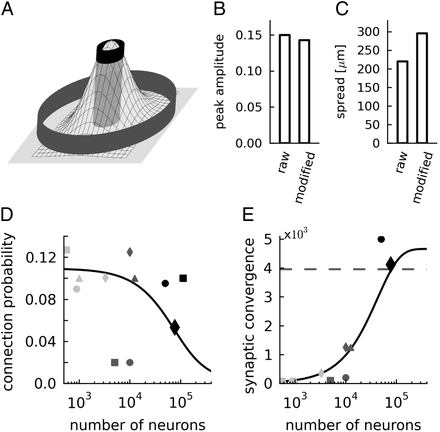 A
B
peak amplitude
0.15
0.10
0.05
0.00
raw
modified
C
spread [μm]
300
250
200
150
100
50
0
raw
modified
D
connection probability
0.12
0.08
0.04
0.0
10³
10⁴
10⁵
number of neurons
E
synaptic convergence
×10³
5
4
3
2
1
0
10³
10⁴
10⁵
number of neurons